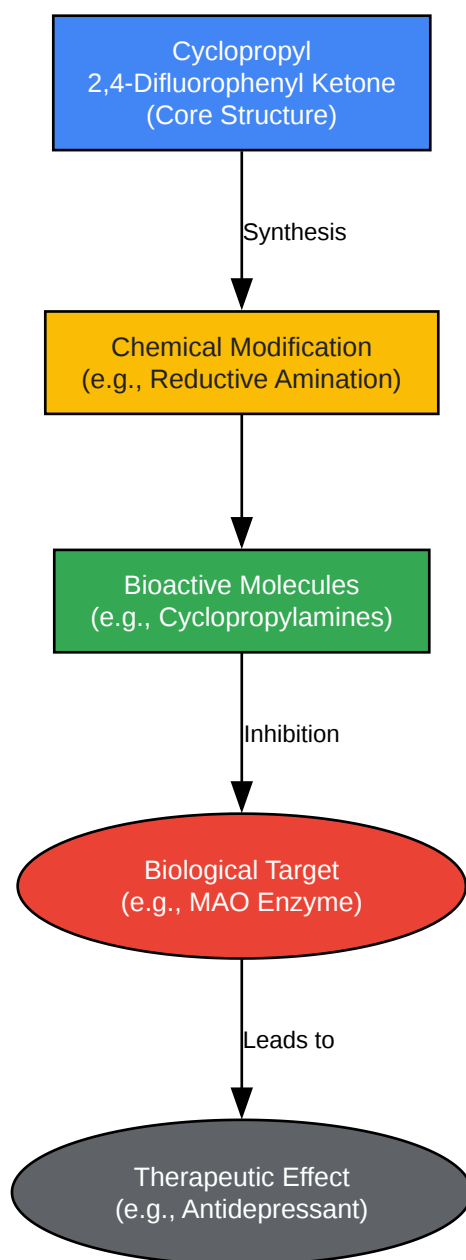 Cyclopropyl
2,4-Difluorophenyl Ketone
(Core Structure)
Synthesis
Chemical Modification
(e.g., Reductive Amination)
Bioactive Molecules
(e.g., Cyclopropylamines)
Inhibition
Biological Target
(e.g., MAO Enzyme)
Leads to
Therapeutic Effect
(e.g., Antidepressant)